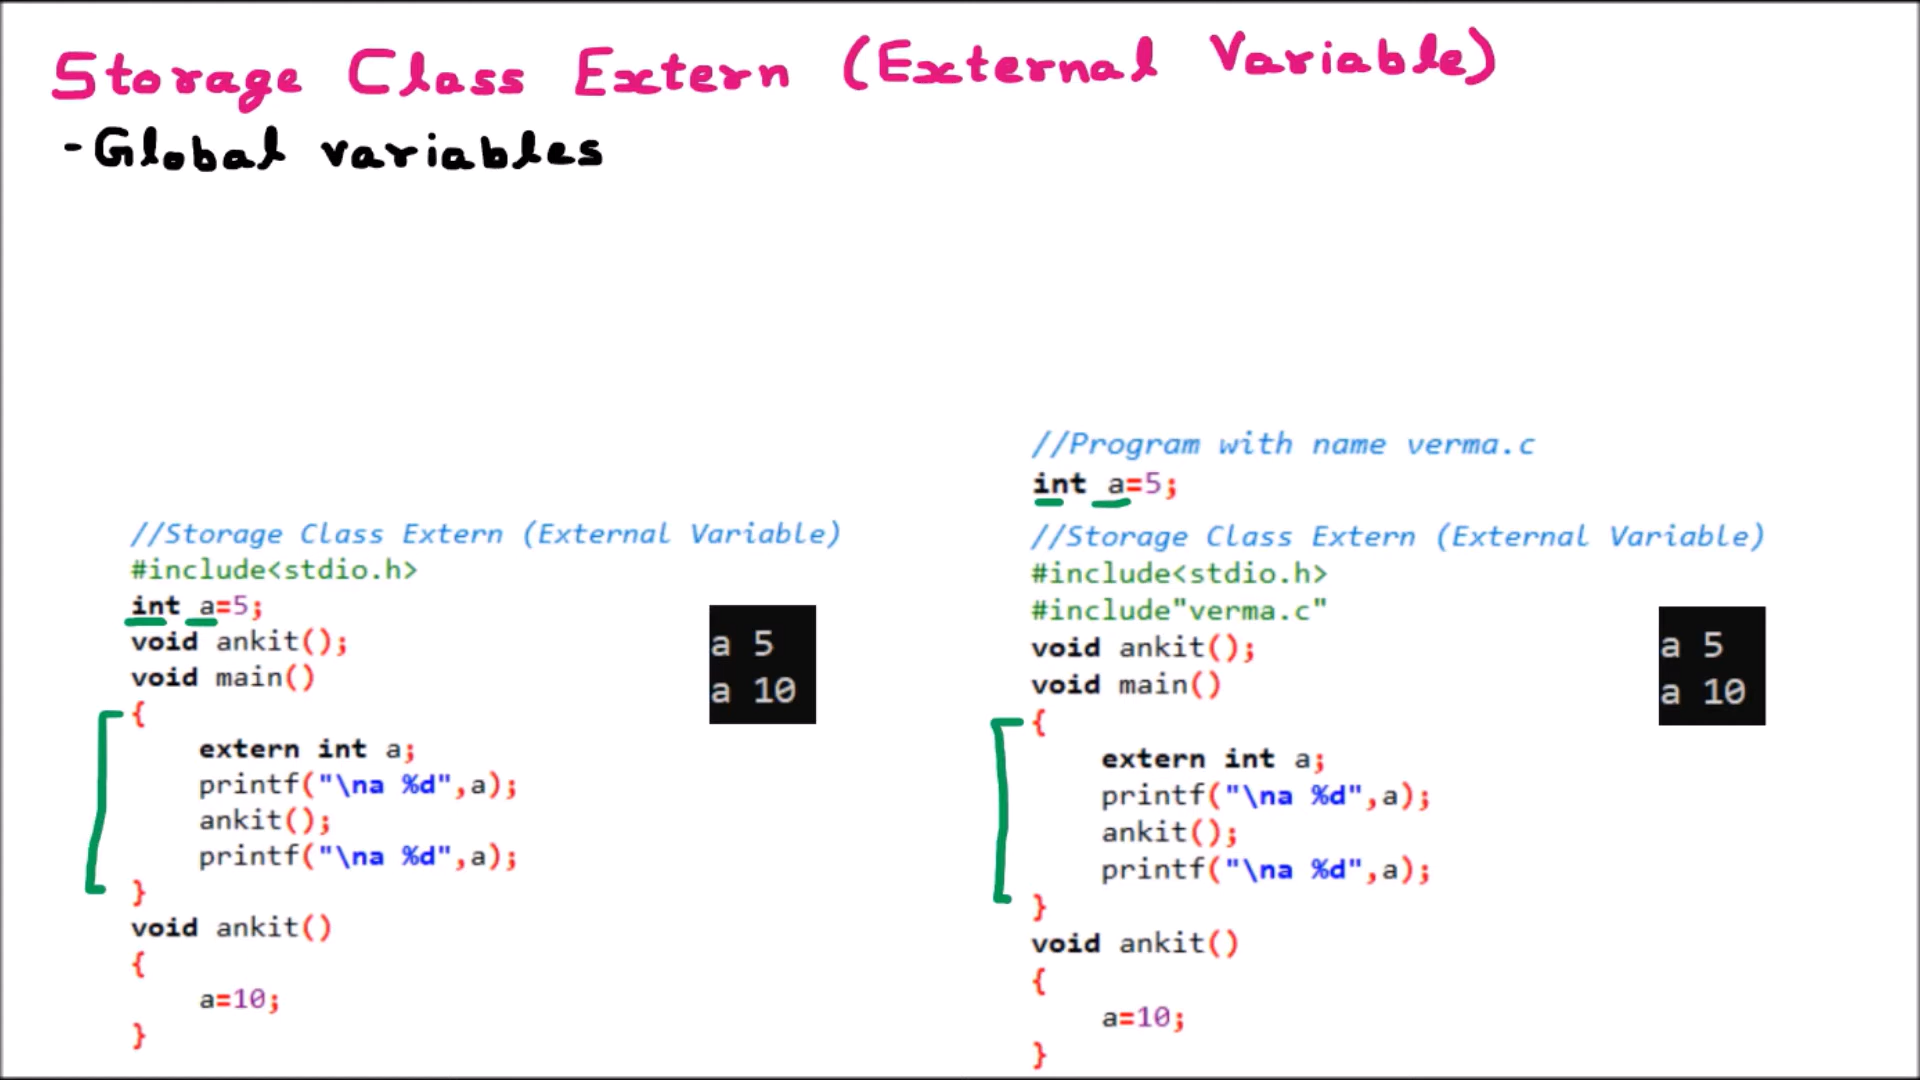 Storage Class Extern (External Variable)
- Global variables
//Storage Class Extern (External Variable)
#include<stdio.h>
int a=5;
void ankit();
void main()
{
extern int a;
printf("\na %d",a);
ankit();
printf("\na %d",a);
}
void ankit()
{
a=10;
}
a 5
a 10
//Program with name verma.c
int a=5;
//Storage Class Extern (External Variable)
#include<stdio.h>
#include"verma.c"
void ankit();
void main()
{
extern int a;
printf("\na %d",a);
ankit();
printf("\na %d",a);
}
void ankit()
{
a=10;
}
a 5
a 10